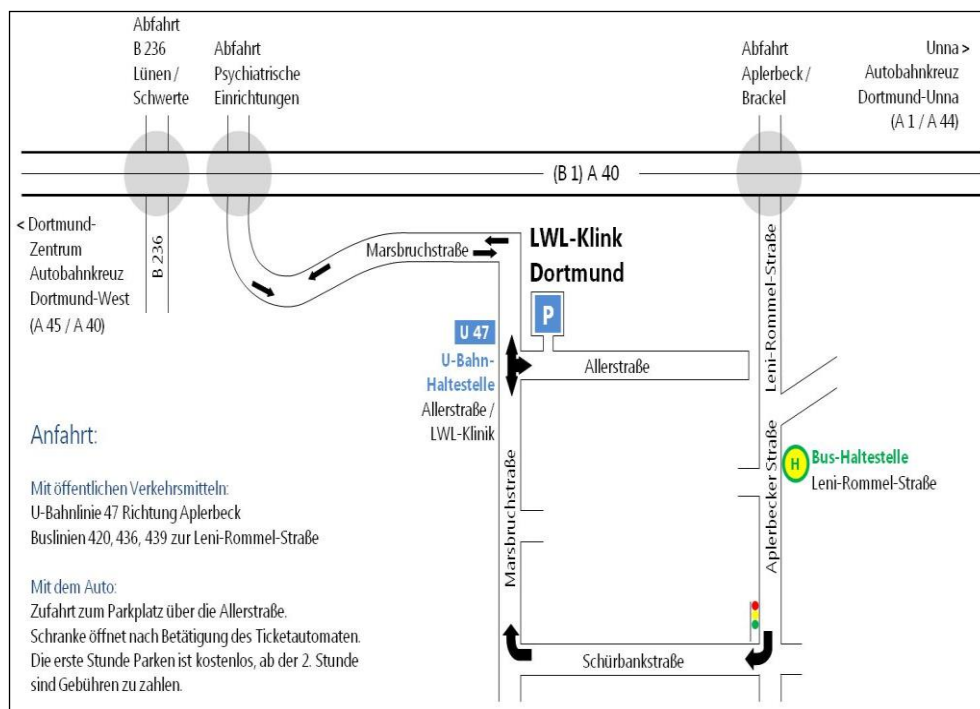 Abfahrt
B 236
Lünen /
Schwerte
Abfahrt
Psychiatrische
Einrichtungen
Abfahrt
Aplerbeck /
Brackel
Unna >
Autobahnkreuz
Dortmund-Unna
(A 1 / A 44)
(B 1) A 40
< Dortmund-
Zentrum
Autobahnkreuz
Dortmund-West
(A 45 / A 40)
B 236
Marsbruchstraße
LWL-Klink
Dortmund
P
U 47
U-Bahn-
Haltestelle
Allerstraße /
LWL-Klinik
Allerstraße
Leni-Rommel-Straße
Aplerbecker Straße
H
Bus-Haltestelle
Leni-Rommel-Straße
Marsbruchstraße
Schürbankstraße
Anfahrt:
Mit öffentlichen Verkehrsmitteln:
U-Bahnlinie 47 Richtung Aplerbeck
Buslinien 420, 436, 439 zur Leni-Rommel-Straße
Mit dem Auto:
Zufahrt zum Parkplatz über die Allerstraße.
Schranke öffnet nach Betätigung des Ticketautomaten.
Die erste Stunde Parken ist kostenlos, ab der 2. Stunde
sind Gebühren zu zahlen.